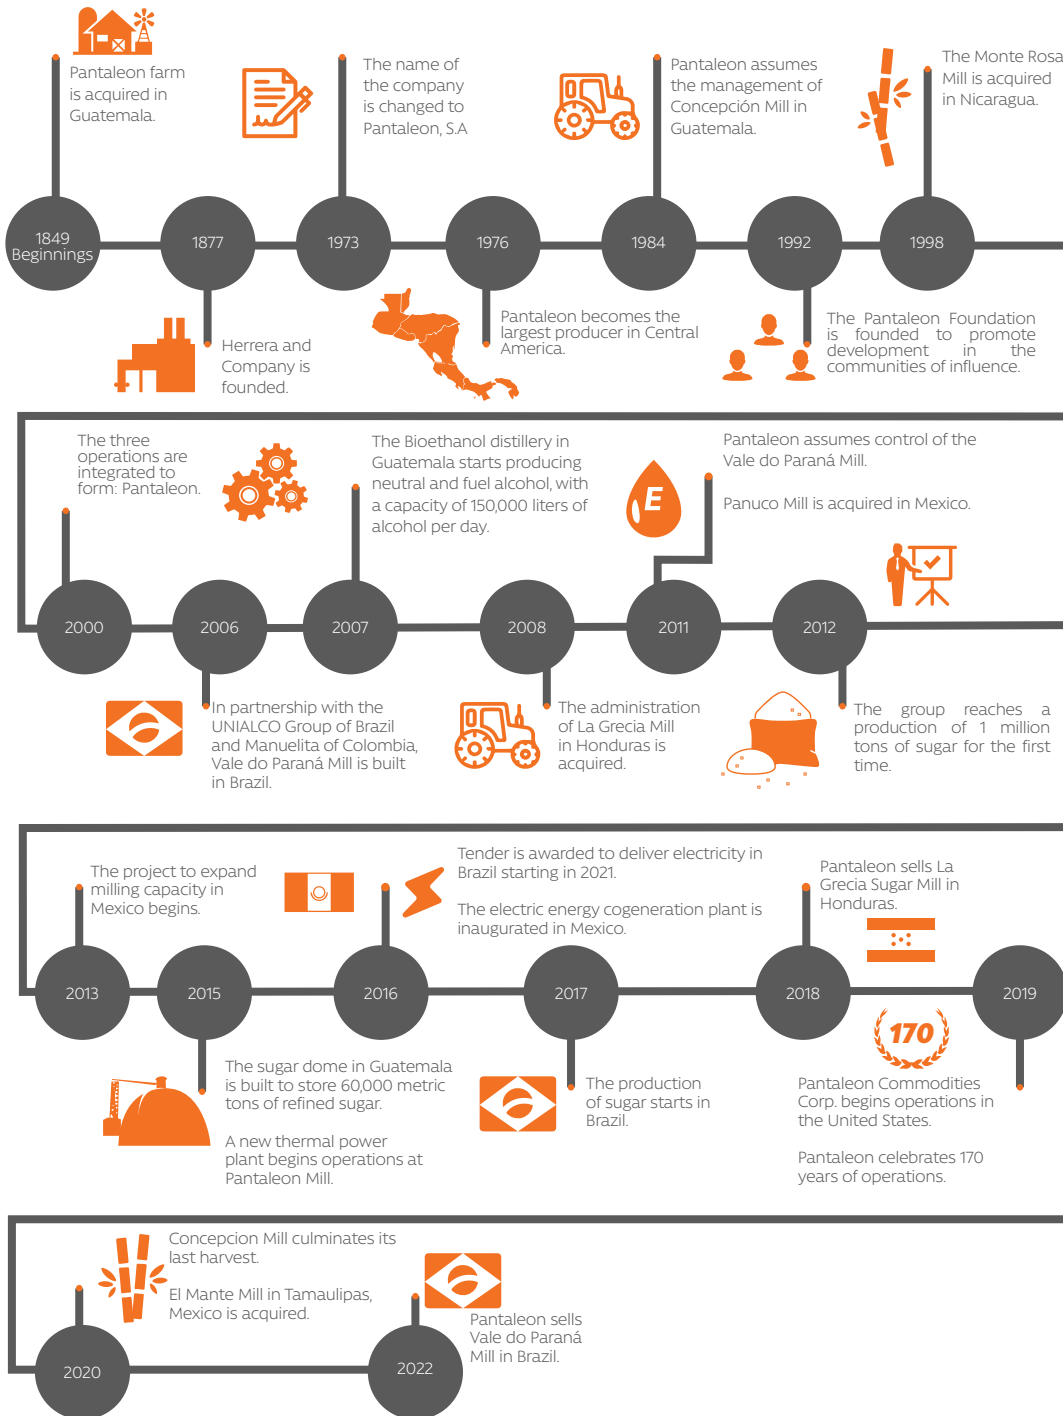 Pantaleon farm
is acquired in
Guatemala.
The name of
the company
is changed to
Pantaleon, S.A
Pantaleon assumes
the management of
Concepción Mill in
Guatemala.
The Monte Rosa
Mill is acquired
in Nicaragua.
1849
Beginnings
1877
1973
1976
1984
1992
1998
Herrera and
Company is
founded.
Pantaleon becomes the
largest producer in Central
America.
The Pantaleon Foundation
is founded to promote
development in the
communities of influence.
The three
operations are
integrated to
form: Pantaleon.
The Bioethanol distillery in
Guatemala starts producing
neutral and fuel alcohol, with
a capacity of 150,000 liters of
alcohol per day.
E
Pantaleon assumes control of the
Vale do Paraná Mill.
Panuco Mill is acquired in Mexico.
2000
2006
2007
2008
2011
2012
In partnership with the
UNIALCO Group of Brazil
and Manuelita of Colombia,
Vale do Paraná Mill is built
in Brazil.
The administration
of La Grecia Mill
in Honduras is
acquired.
The group reaches a
production of 1 million
tons of sugar for the first
time.
The project to expand
milling capacity in
Mexico begins.
Tender is awarded to deliver electricity in
Brazil starting in 2021.
The electric energy cogeneration plant is
inaugurated in Mexico.
Pantaleon sells La
Grecia Sugar Mill in
Honduras.
2013
2015
2016
2017
2018
2019
The sugar dome in Guatemala
is built to store 60,000 metric
tons of refined sugar.
A new thermal power
plant begins operations at
Pantaleon Mill.
The production
of sugar starts in
Brazil.
170
Pantaleon Commodities
Corp. begins operations in
the United States.
Pantaleon celebrates 170
years of operations.
Concepcion Mill culminates its
last harvest.
El Mante Mill in Tamaulipas,
Mexico is acquired.
Pantaleon sells
Vale do Paraná
Mill in Brazil.
2020
2022